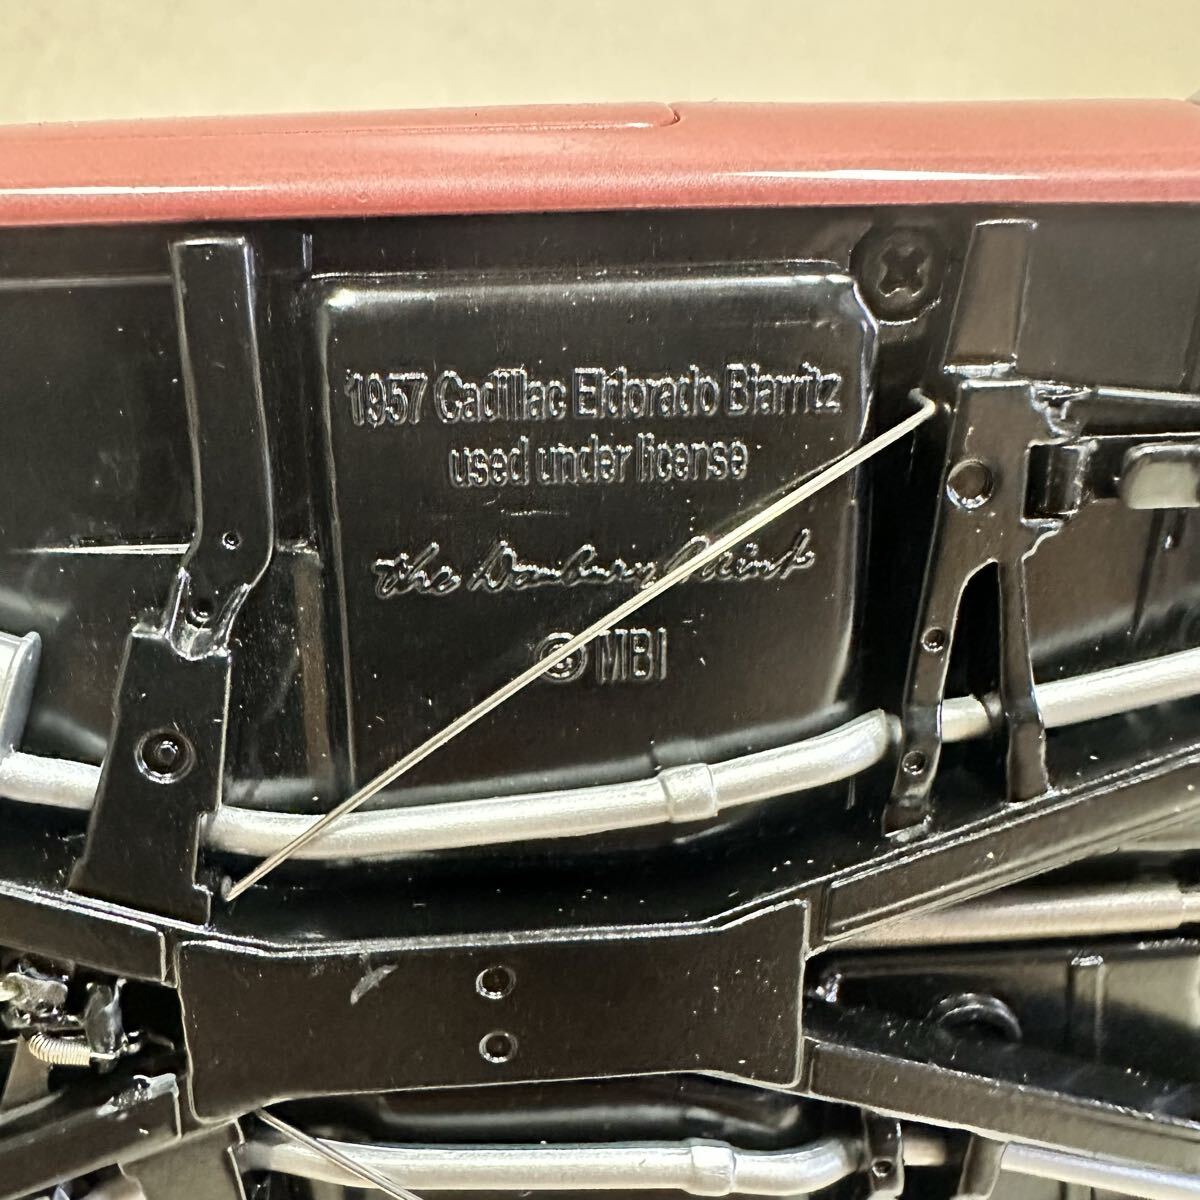 1957 Cadillac Eldorado Biarritz
used under license
the Danbury Mint
© MBI